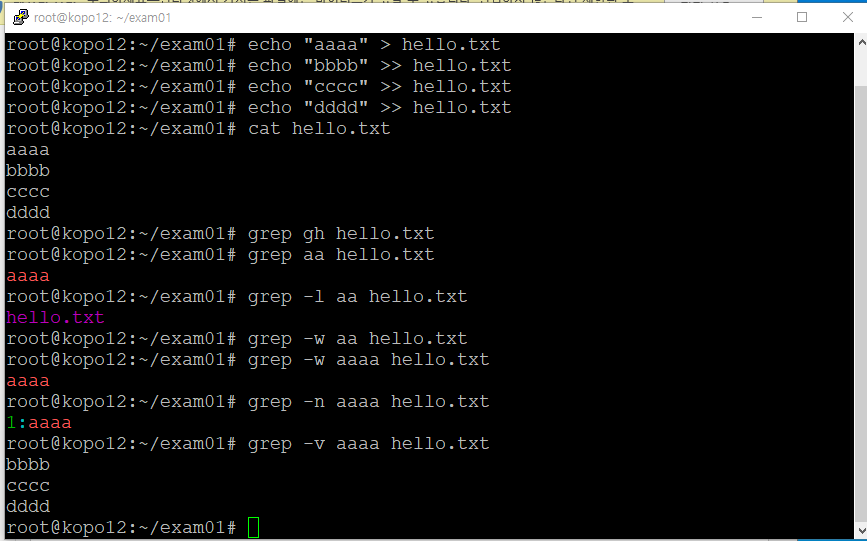 root@kopo12: ~/exam01
root@kopo12:~/exam01# echo "aaaa" > hello.txt
root@kopo12:~/exam01# echo "bbbb" >> hello.txt
root@kopo12:~/exam01# echo "cccc" >> hello.txt
root@kopo12:~/exam01# echo "dddd" >> hello.txt
root@kopo12:~/exam01# cat hello.txt
aaaa
bbbb
cccc
dddd
root@kopo12:~/exam01# grep gh hello.txt
root@kopo12:~/exam01# grep aa hello.txt
aaaa
root@kopo12:~/exam01# grep -l aa hello.txt
hello.txt
root@kopo12:~/exam01# grep -w aa hello.txt
root@kopo12:~/exam01# grep -w aaaa hello.txt
aaaa
root@kopo12:~/exam01# grep -n aaaa hello.txt
1:aaaa
root@kopo12:~/exam01# grep -v aaaa hello.txt
bbbb
cccc
dddd
root@kopo12:~/exam01#